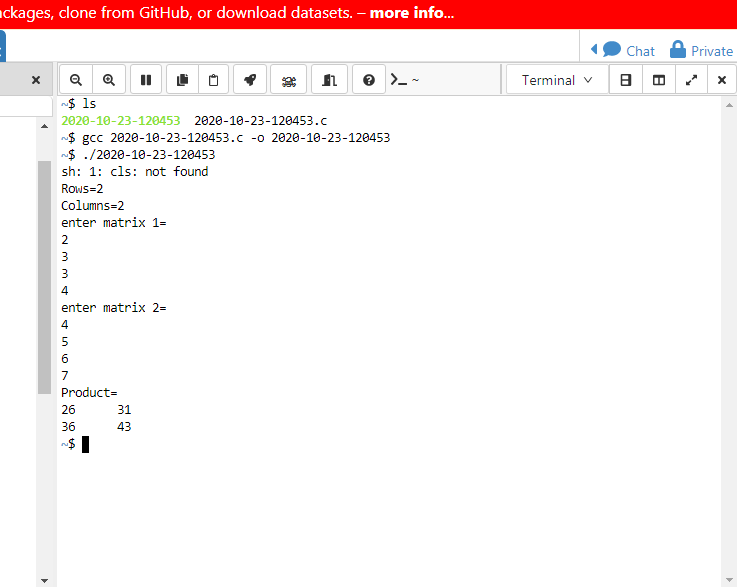 ckages, clone from GitHub, or download datasets. – more info...
Chat Private
~ Terminal
~$ ls
2020-10-23-120453 2020-10-23-120453.c
~$ gcc 2020-10-23-120453.c -o 2020-10-23-120453
~$ ./2020-10-23-120453
sh: 1: cls: not found
Rows=2
Columns=2
enter matrix 1=
2
3
3
4
enter matrix 2=
4
5
6
7
Product=
26 31
36 43
~$